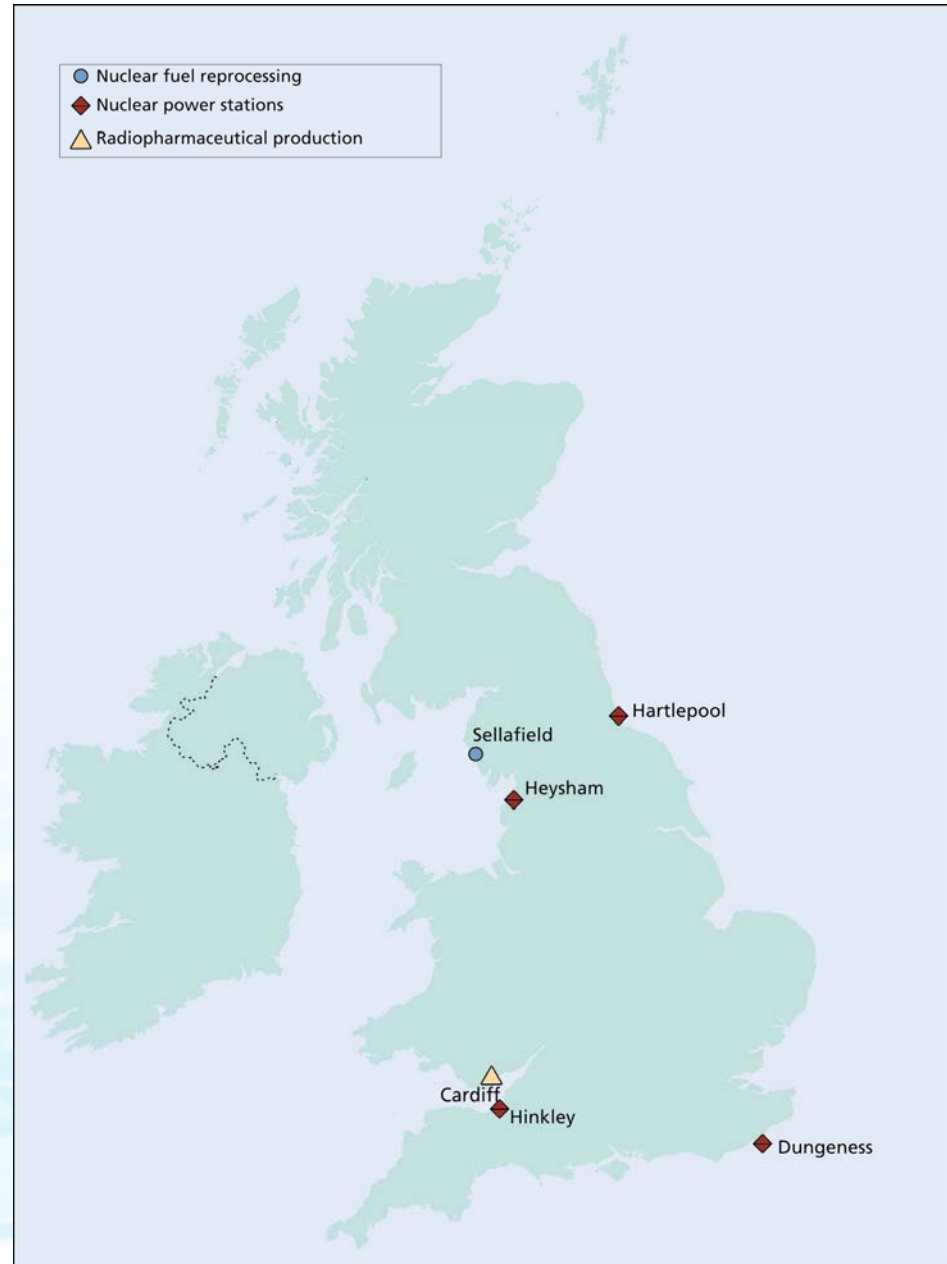 Nuclear fuel reprocessing
Nuclear power stations
Radiopharmaceutical production
Hartlepool
Sellafield
Heysham
Cardiff
Hinkley
Dungeness